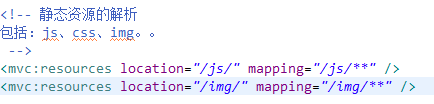 <!-- 静态资源的解析
包括：js、css、img。。
-->
<mvc:resources location="/js/" mapping="/js/**" />
<mvc:resources location="/img/" mapping="/img/**" />